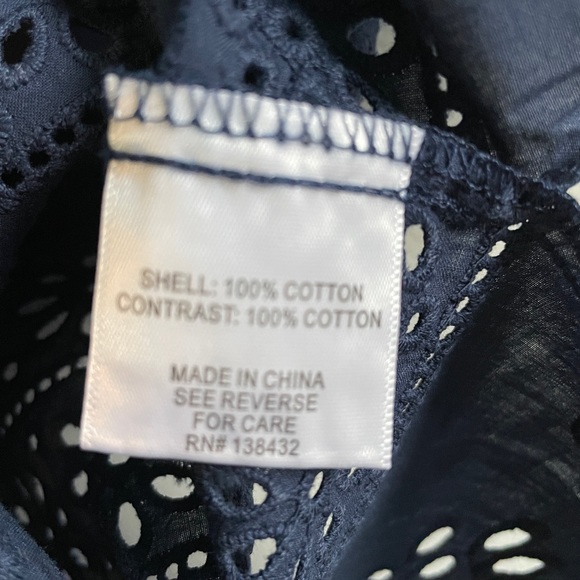 SHELL: 100% COTTON
CONTRAST: 100% COTTON
MADE IN CHINA
SEE REVERSE
FOR CARE
RN# 138432